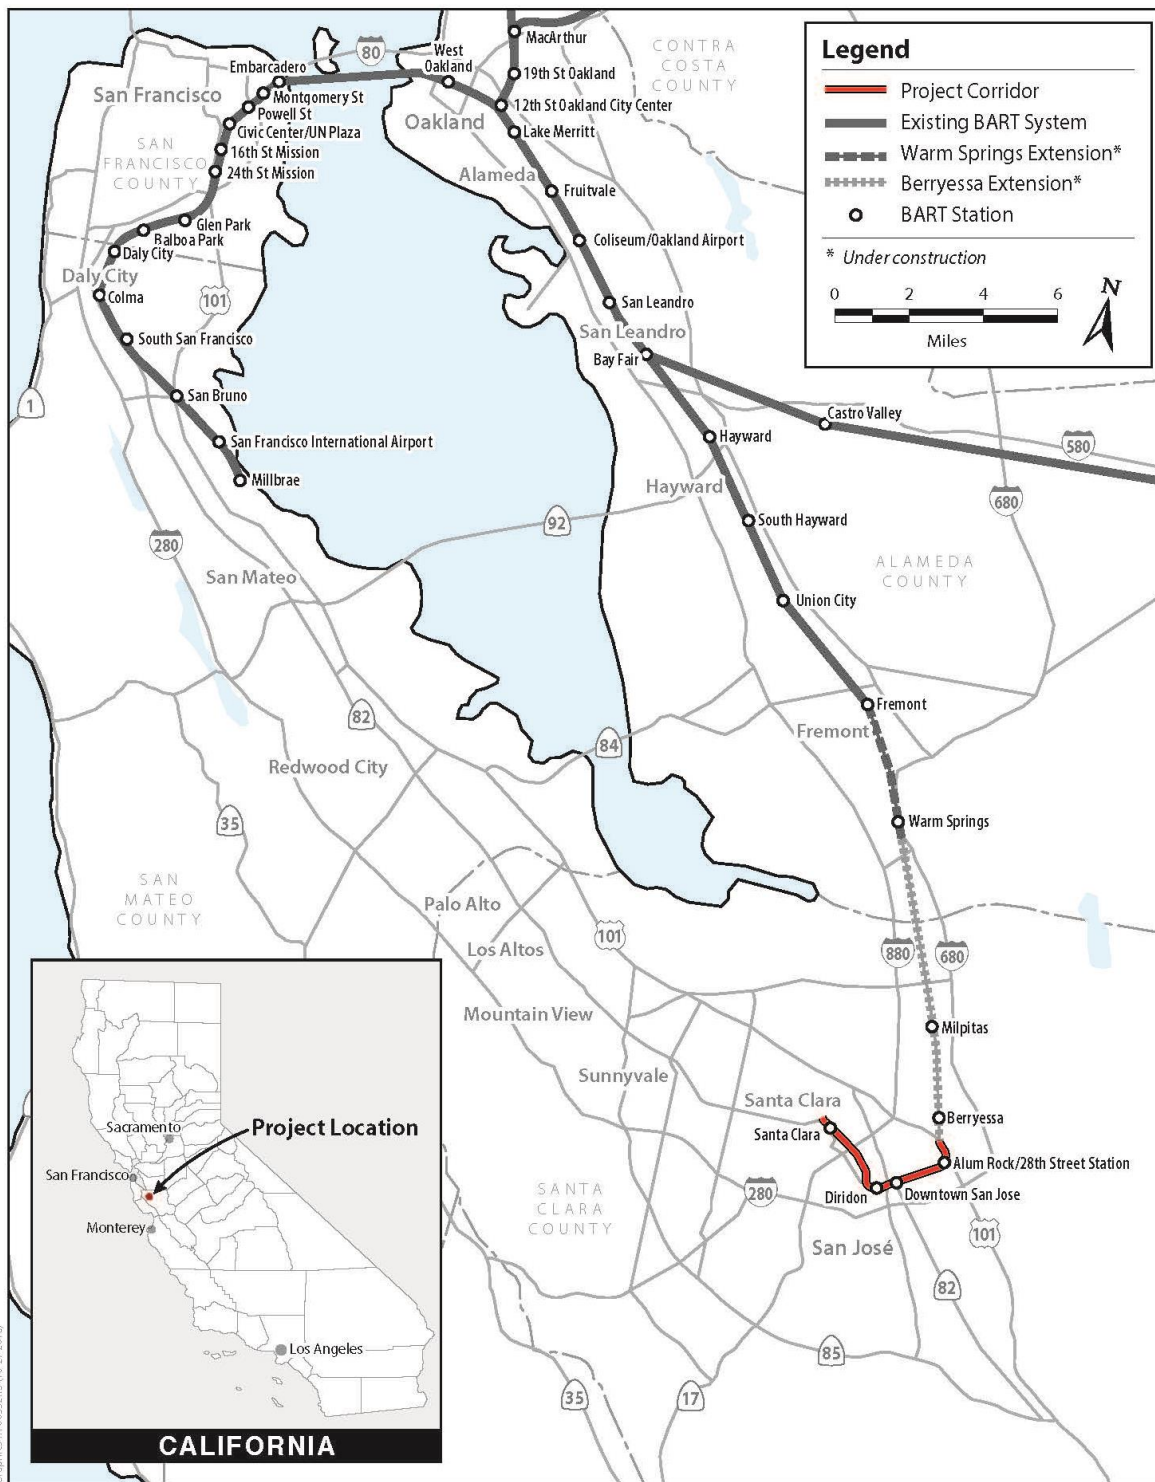 MacArthur
CONTRA
COSTA
COUNTY
80
West
Oakland
Embarcadero
19th St Oakland
San Francisco
Montgomery St
12th St Oakland City Center
Powell St
Oakland
Civic Center/UN Plaza
Lake Merritt
SAN
FRANCISCO
COUNTY
16th St Mission
24th St Mission
Alameda
Fruitvale
Glen Park
Balboa Park
Coliseum/Oakland Airport
Daly City
Daly City
Colma
101
San Leandro
South San Francisco
San Leandro
Bay Fair
1
San Bruno
Castro Valley
San Francisco International Airport
Hayward
580
Millbrae
Hayward
680
92
South Hayward
280
San Mateo
ALAMEDA
COUNTY
Union City
82
Fremont
84
Fremont
Redwood City
35
Warm Springs
SAN
MATEO
COUNTY
Palo Alto
101
Los Altos
880
680
Mountain View
Milpitas
Sunnyvale
Santa Clara
Berryessa
Santa Clara
Alum Rock/28th Street Station
Diridon
Downtown San Jose
280
SANTA
CLARA
COUNTY
101
San José
82
85
35
17
Legend
Project Corridor
Existing BART System
Warm Springs Extension*
Berryessa Extension*
BART Station
* Under construction
0 2 4 6
Miles
N
Sacramento
Project Location
San Francisco
Monterey
Los Angeles
CALIFORNIA